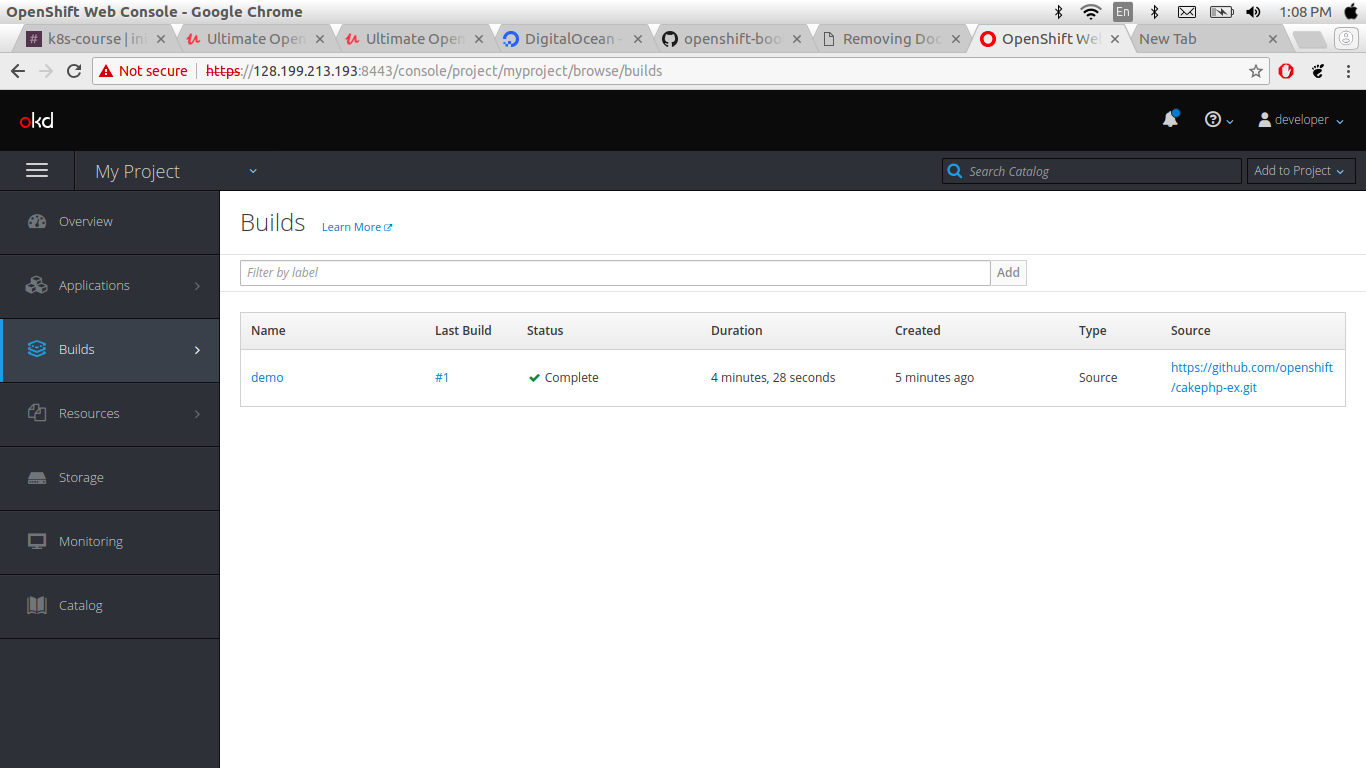 OpenShift Web Console - Google Chrome
En
1:08 PM
# k8s-course | in
Ultimate Open
Ultimate Open
DigitalOcean -
openshift-boo
Removing Doc
OpenShift We
New Tab
Not secure https://128.199.213.193:8443/console/project/myproject/browse/builds
okd
developer
My Project
Search Catalog
Add to Project
Overview
Applications
Builds
Resources
Storage
Monitoring
Catalog
Builds Learn More
Filter by label
Add
Name Last Build Status Duration Created Type Source
demo #1 Complete 4 minutes, 28 seconds 5 minutes ago Source https://github.com/openshift
/cakephp-ex.git